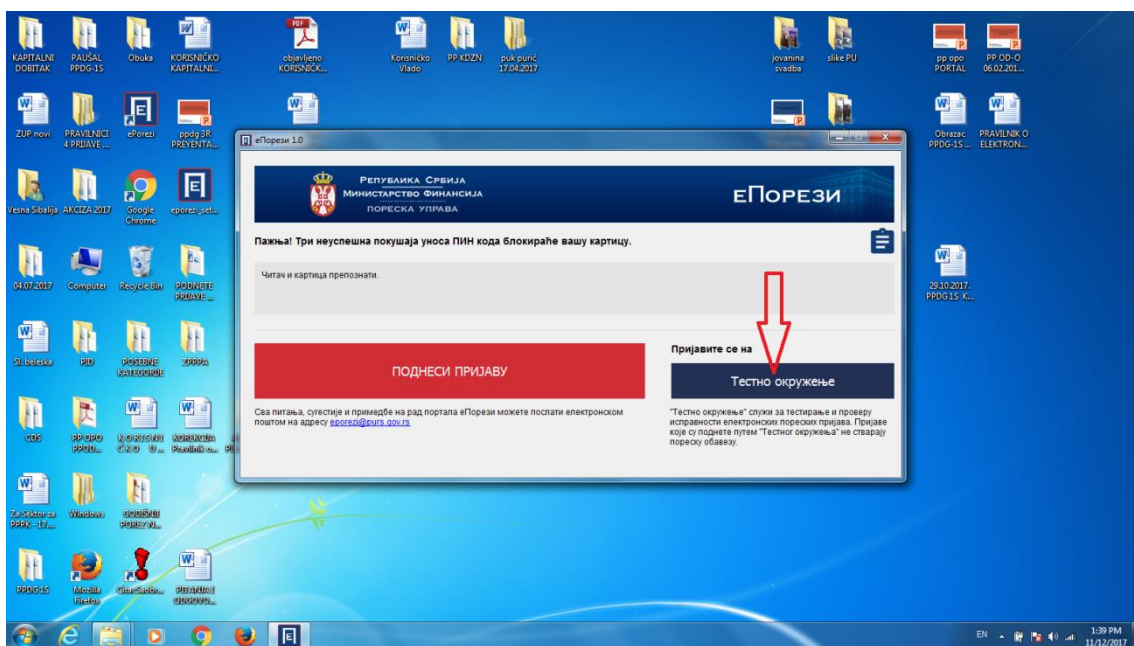 KAPITALNI DOBITAK
PAUŠAL PPDG-1S
Obuka
KORISNIČKO KAPITALNI...
objavljeno KORISNIČK...
Korisničko Vlado
PP KDZN
puk purić 17.04.2017
jovanina svadba
slike PU
pp opo PORTAL
PP OD-O 06.02.201...
ZUP novi
PRAVILNICI 4 PRIJAVE ...
ePorezi
ppdg 3R PREVENTA...
Obrazac PPDG-1S ...
PRAVILNIK O ELEKTRON...
еПорези 1.0
Република Србија
Министарство Финансија
ПОРЕСКА УПРАВА
еПорези
Vesna Sibalija
AKCIZA 2017
Google Chrome
eporezi_set...
Пажња! Три неуспешна покушаја уноса ПИН кода блокираће вашу картицу.
Читач и картица препознати.
04.07.2017
Computer
Recycle Bin
PODNETE PRIJAVE ...
29.10.2017. PPDG 1S K...
Sl. beleska
PID
POSEBNE KATEGORIJE
ZPPPA
Пријавите се на
ПОДНЕСИ ПРИЈАВУ
Тестно окружење
Сва питања, сугестије и примедбе на рад портала еПорези можете послати електронском
поштом на адресу eporezi@purs.gov.rs
"Тестно окружење" служи за тестирање и проверу
исправности електронских пореских пријава. Пријаве
које су поднете путем "Тестног окружења" не стварају
пореску обавезу.
CDS
PP OPO PPOD...
KORISNI ČKO U...
KOREKCIJA Pravilnik o...
Za Sektor za PPPK - 17....
Windows
GODIŠNJI POREZ NI...
PPDG 1S
Mozilla Firefox
PITANJA I ODGOVO...
EN
1:39 PM
11/12/2017